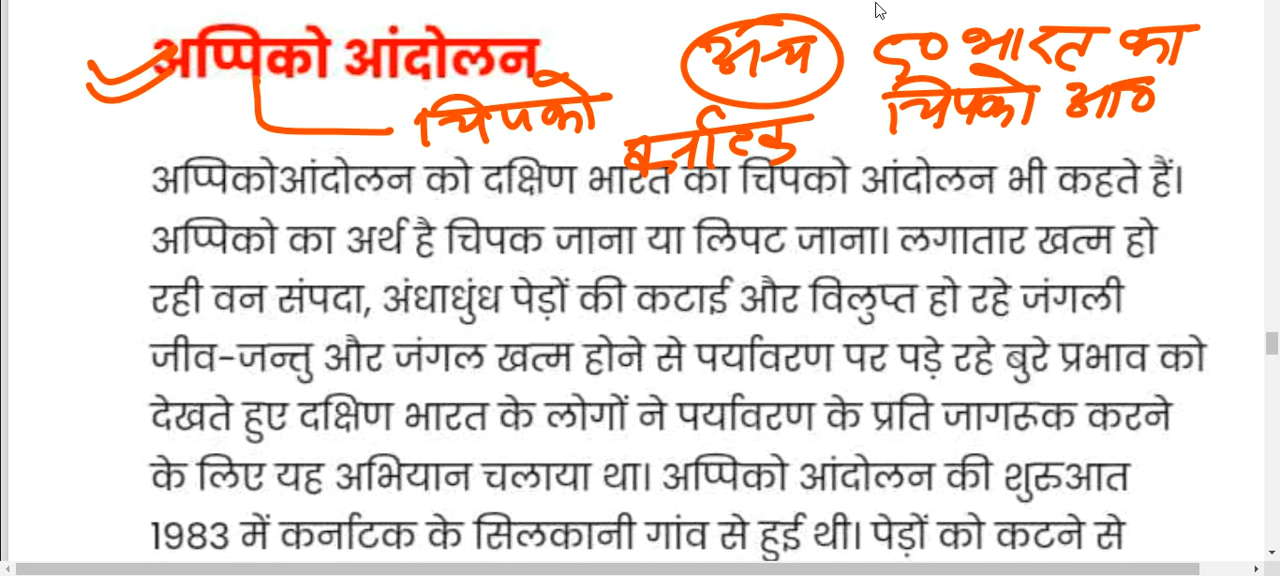 अप्पिको आंदोलन
द० भारत का
चिपको आ०
चिपको
कर्नाटक
अप्पिकोआंदोलन को दक्षिण भारत का चिपको आंदोलन भी कहते हैं।
अप्पिको का अर्थ है चिपक जाना या लिपट जाना। लगातार खत्म हो
रही वन संपदा, अंधाधुंध पेड़ों की कटाई और विलुप्त हो रहे जंगली
जीव-जन्तु और जंगल खत्म होने से पर्यावरण पर पड़े रहे बुरे प्रभाव को
देखते हुए दक्षिण भारत के लोगों ने पर्यावरण के प्रति जागरूक करने
के लिए यह अभियान चलाया था। अप्पिको आंदोलन की शुरुआत
1983 में कर्नाटक के सिलकानी गांव से हुई थी। पेड़ों को कटने से